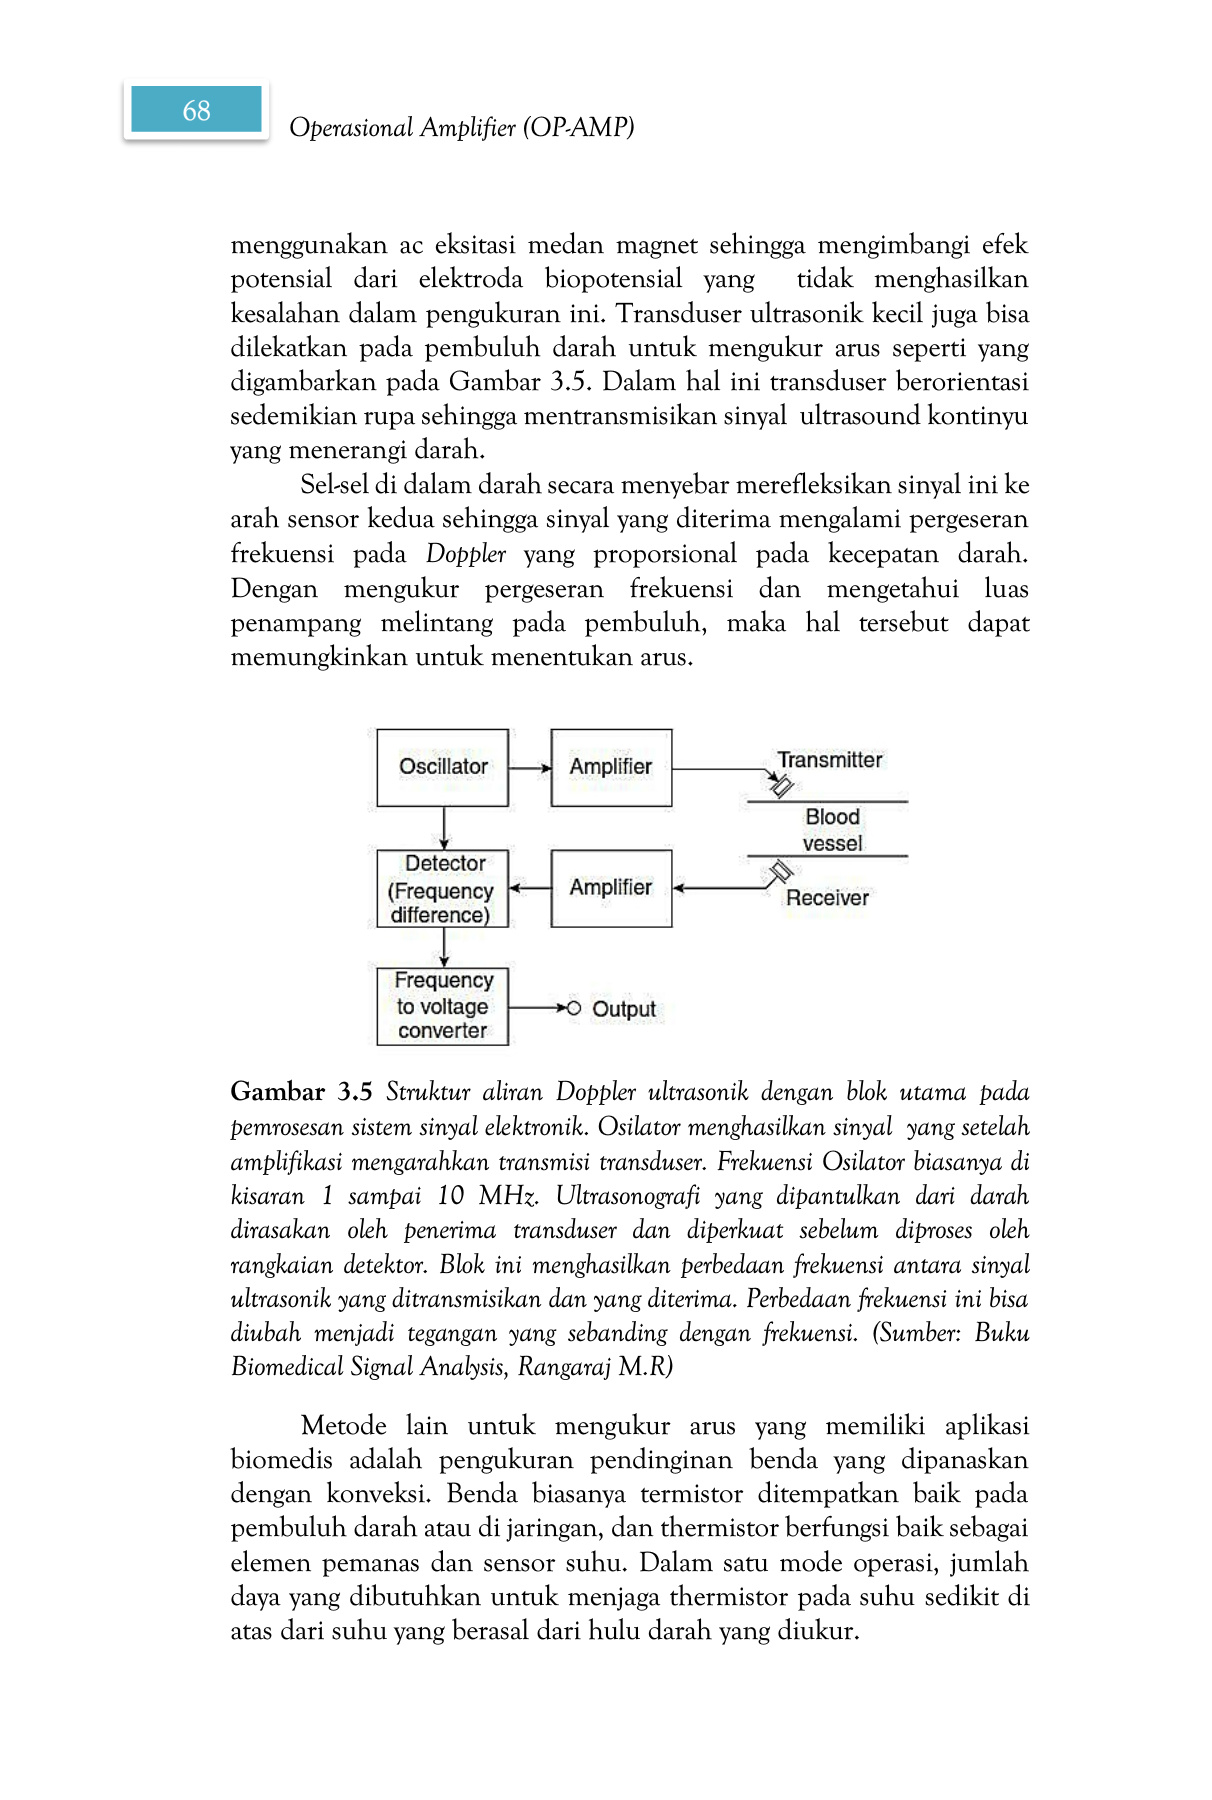 68
Operasional Amplifier (OP-AMP)
menggunakan ac eksitasi medan magnet sehingga mengimbangi efek
potensial dari elektroda biopotensial yang tidak menghasilkan
kesalahan dalam pengukuran ini. Transduser ultrasonik kecil juga bisa
dilekatkan pada pembuluh darah untuk mengukur arus seperti yang
digambarkan pada Gambar 3.5. Dalam hal ini transduser berorientasi
sedemikian rupa sehingga mentransmisikan sinyal ultrasound kontinyu
yang menerangi darah.
Sel-sel di dalam darah secara menyebar merefleksikan sinyal ini ke
arah sensor kedua sehingga sinyal yang diterima mengalami pergeseran
frekuensi pada Doppler yang proporsional pada kecepatan darah.
Dengan mengukur pergeseran frekuensi dan mengetahui luas
penampang melintang pada pembuluh, maka hal tersebut dapat
memungkinkan untuk menentukan arus.
Oscillator
Amplifier
Transmitter
Blood
vessel
Detector
(Frequency
difference)
Amplifier
Receiver
Frequency
to voltage
converter
Output
Gambar 3.5 Struktur aliran Doppler ultrasonik dengan blok utama pada
pemrosesan sistem sinyal elektronik. Osilator menghasilkan sinyal yang setelah
amplifikasi mengarahkan transmisi transduser. Frekuensi Osilator biasanya di
kisaran 1 sampai 10 MHz. Ultrasonografi yang dipantulkan dari darah
dirasakan oleh penerima transduser dan diperkuat sebelum diproses oleh
rangkaian detektor. Blok ini menghasilkan perbedaan frekuensi antara sinyal
ultrasonik yang ditransmisikan dan yang diterima. Perbedaan frekuensi ini bisa
diubah menjadi tegangan yang sebanding dengan frekuensi. (Sumber: Buku
Biomedical Signal Analysis, Rangaraj M.R)
Metode lain untuk mengukur arus yang memiliki aplikasi
biomedis adalah pengukuran pendinginan benda yang dipanaskan
dengan konveksi. Benda biasanya termistor ditempatkan baik pada
pembuluh darah atau di jaringan, dan thermistor berfungsi baik sebagai
elemen pemanas dan sensor suhu. Dalam satu mode operasi, jumlah
daya yang dibutuhkan untuk menjaga thermistor pada suhu sedikit di
atas dari suhu yang berasal dari hulu darah yang diukur.